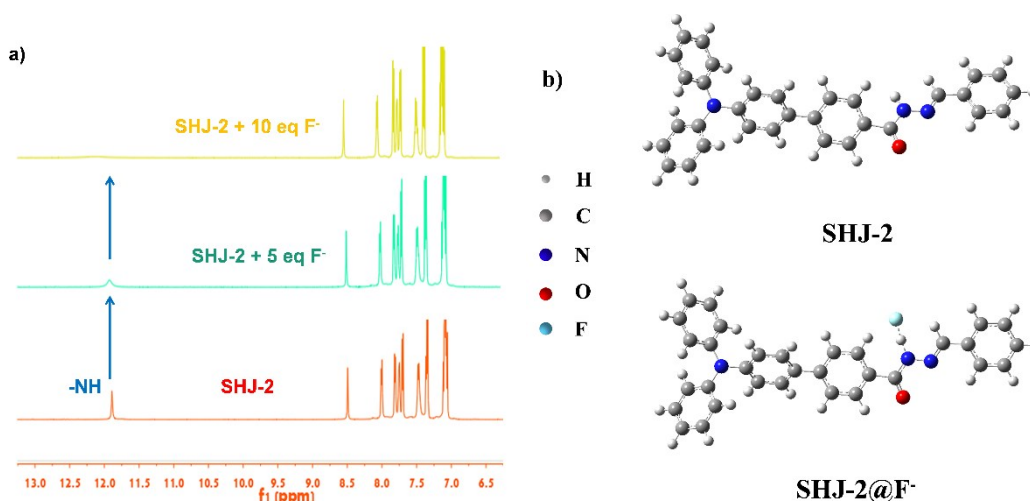 a)
SHJ-2 + 10 eq F-
SHJ-2 + 5 eq F-
-NH
SHJ-2
13.0 12.5 12.0 11.5 11.0 10.5 10.0 9.5 9.0 8.5 8.0 7.5 7.0 6.5
f1 (ppm)
b)
H
C
N
O
F
SHJ-2
SHJ-2@F-